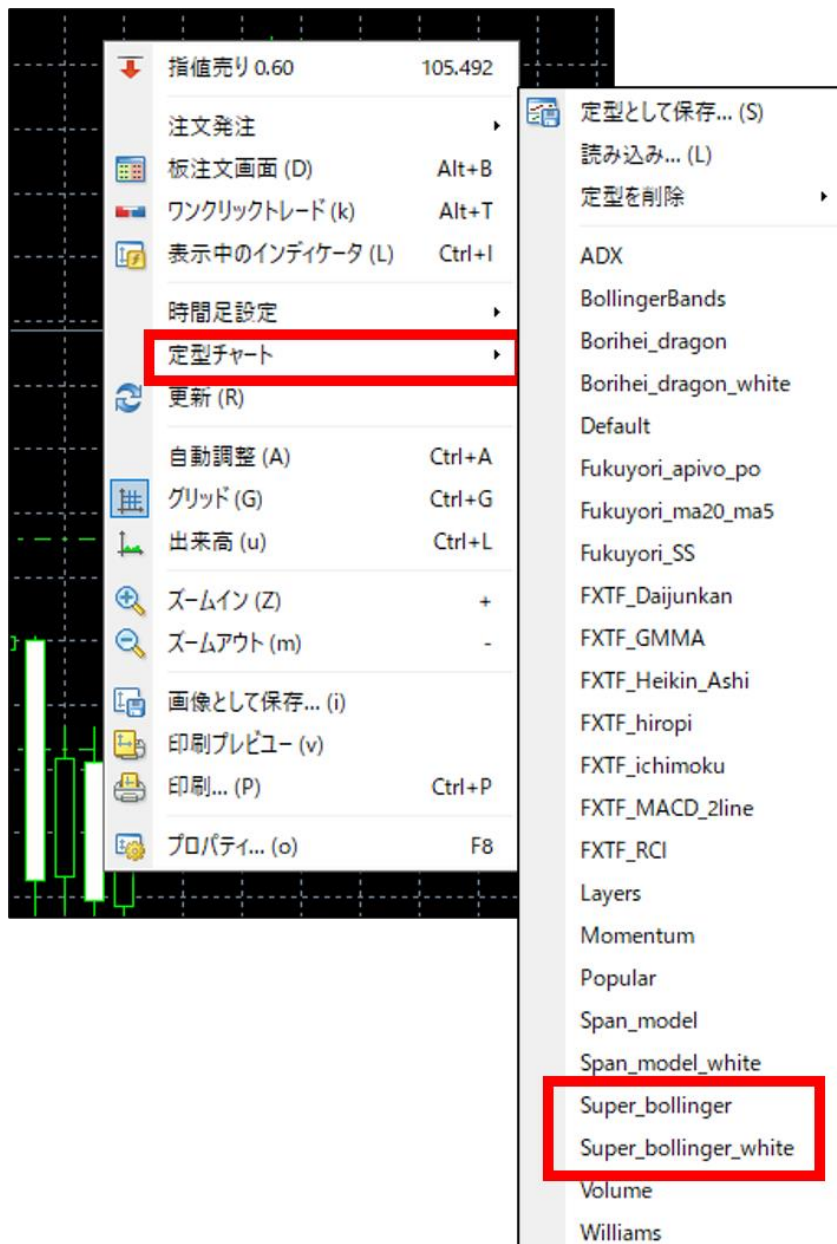 指値売り 0.60 105.492
注文発注
板注文画面 (D) Alt+B
ワンクリックトレード (k) Alt+T
表示中のインディケータ (L) Ctrl+I
時間足設定
定型チャート
更新 (R)
自動調整 (A) Ctrl+A
グリッド (G) Ctrl+G
出来高 (u) Ctrl+L
ズームイン (Z) +
ズームアウト (m) -
画像として保存... (i)
印刷プレビュー (v)
印刷... (P) Ctrl+P
プロパティ... (o) F8
定型として保存... (S)
読み込み... (L)
定型を削除
ADX
BollingerBands
Borihei_dragon
Borihei_dragon_white
Default
Fukuyori_apivo_po
Fukuyori_ma20_ma5
Fukuyori_SS
FXTF_Daijunkan
FXTF_GMMA
FXTF_Heikin_Ashi
FXTF_hiropi
FXTF_ichimoku
FXTF_MACD_2line
FXTF_RCI
Layers
Momentum
Popular
Span_model
Span_model_white
Super_bollinger
Super_bollinger_white
Volume
Williams